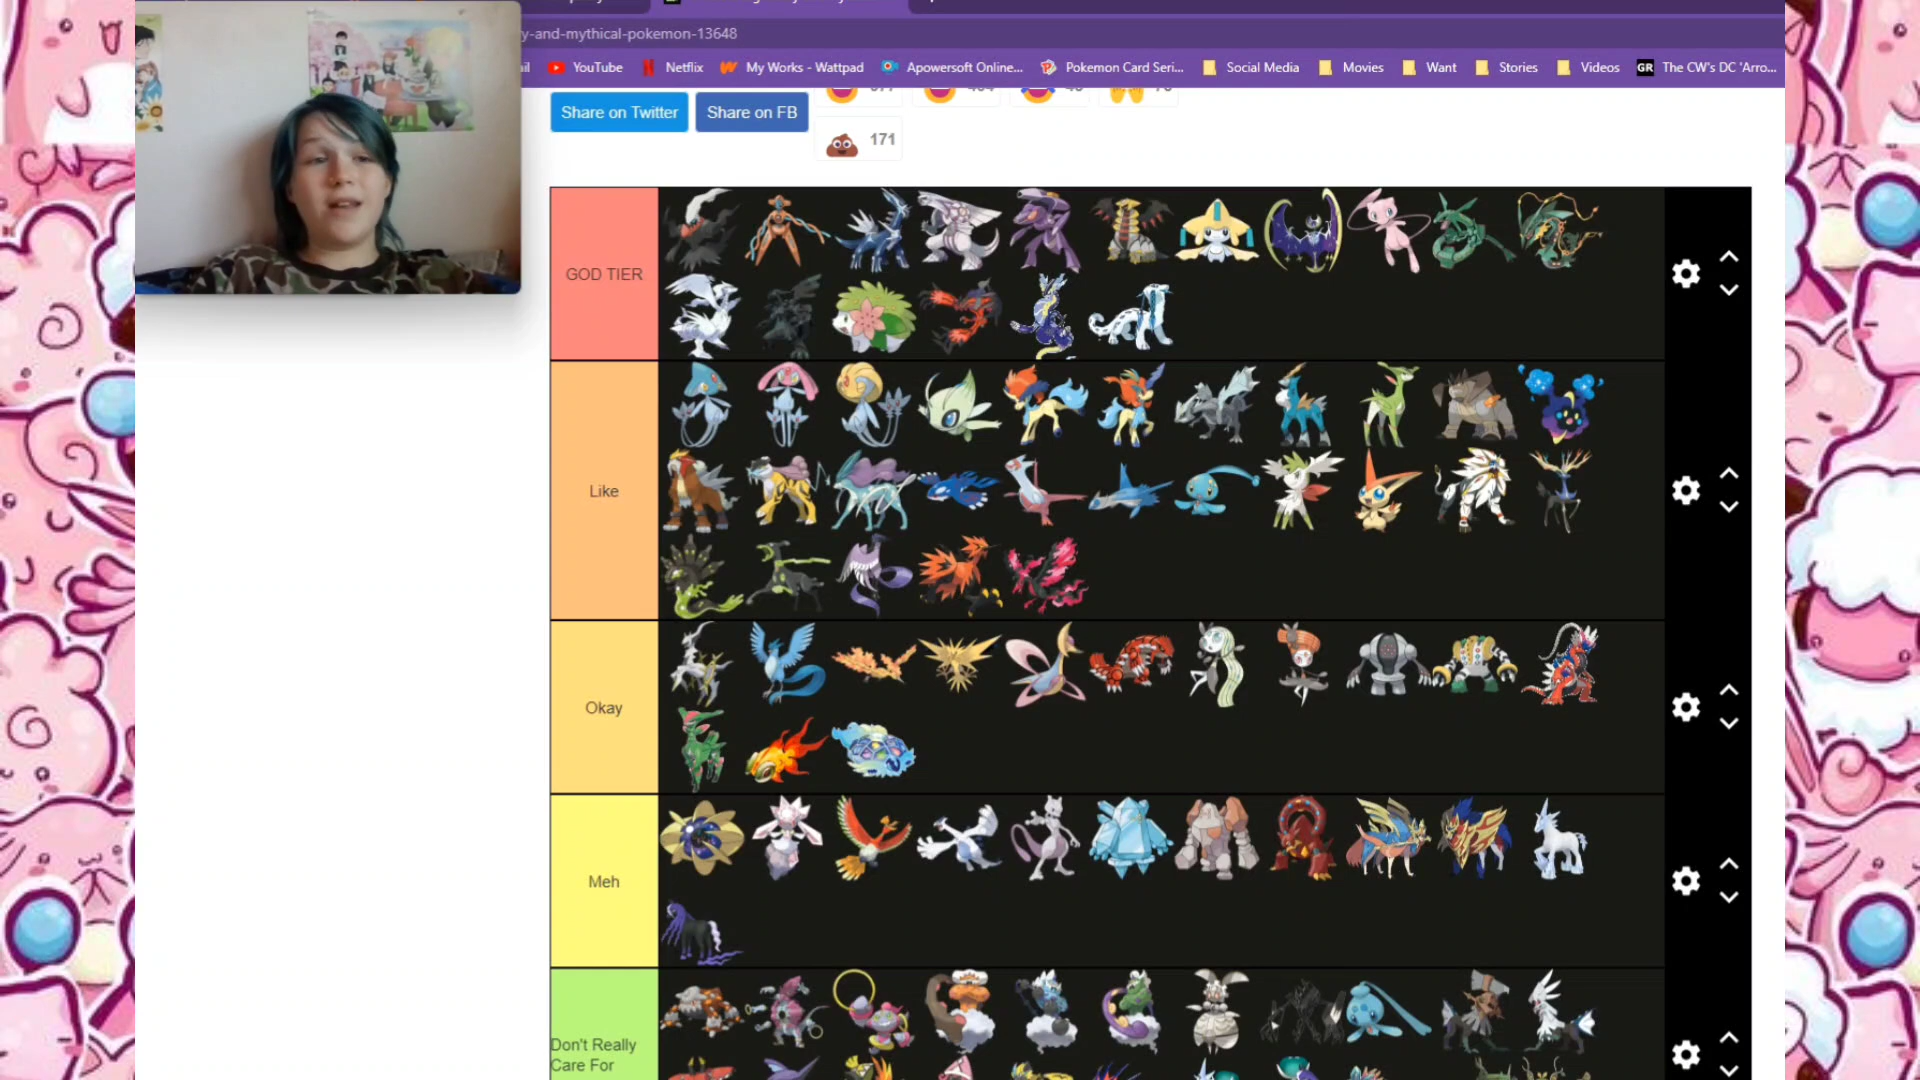 y-and-mythical-pokemon-13648
ail YouTube Netflix My Works - Wattpad Apowersoft Online... Pokemon Card Seri... Social Media Movies Want Stories Videos GR The CW's DC 'Arro...
Share on Twitter Share on FB
171
GOD TIER
Like
Okay
Meh
Don't Really
Care For